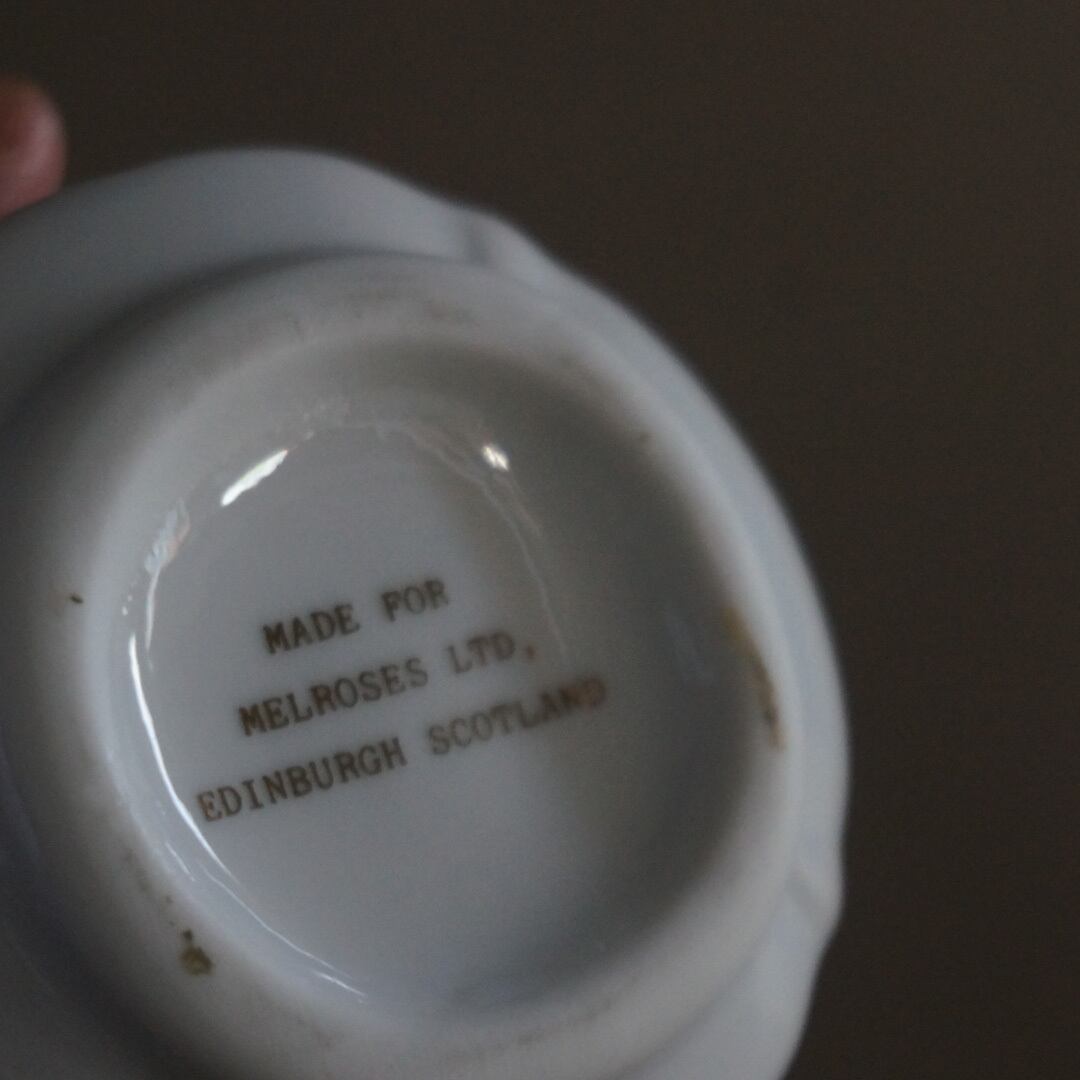 MADE FOR
MELROSES LTD,
EDINBURGH SCOTLAND